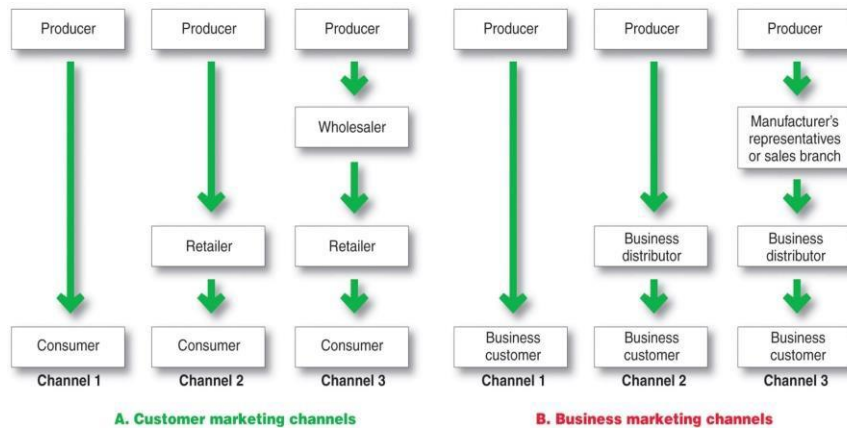 Producer
Producer
Producer
Producer
Producer
Producer
Wholesaler
Manufacturer's
representatives
or sales branch
Retailer
Retailer
Business
distributor
Business
distributor
Consumer
Consumer
Consumer
Business
customer
Business
customer
Business
customer
Channel 1
Channel 2
Channel 3
Channel 1
Channel 2
Channel 3
A. Customer marketing channels
B. Business marketing channels